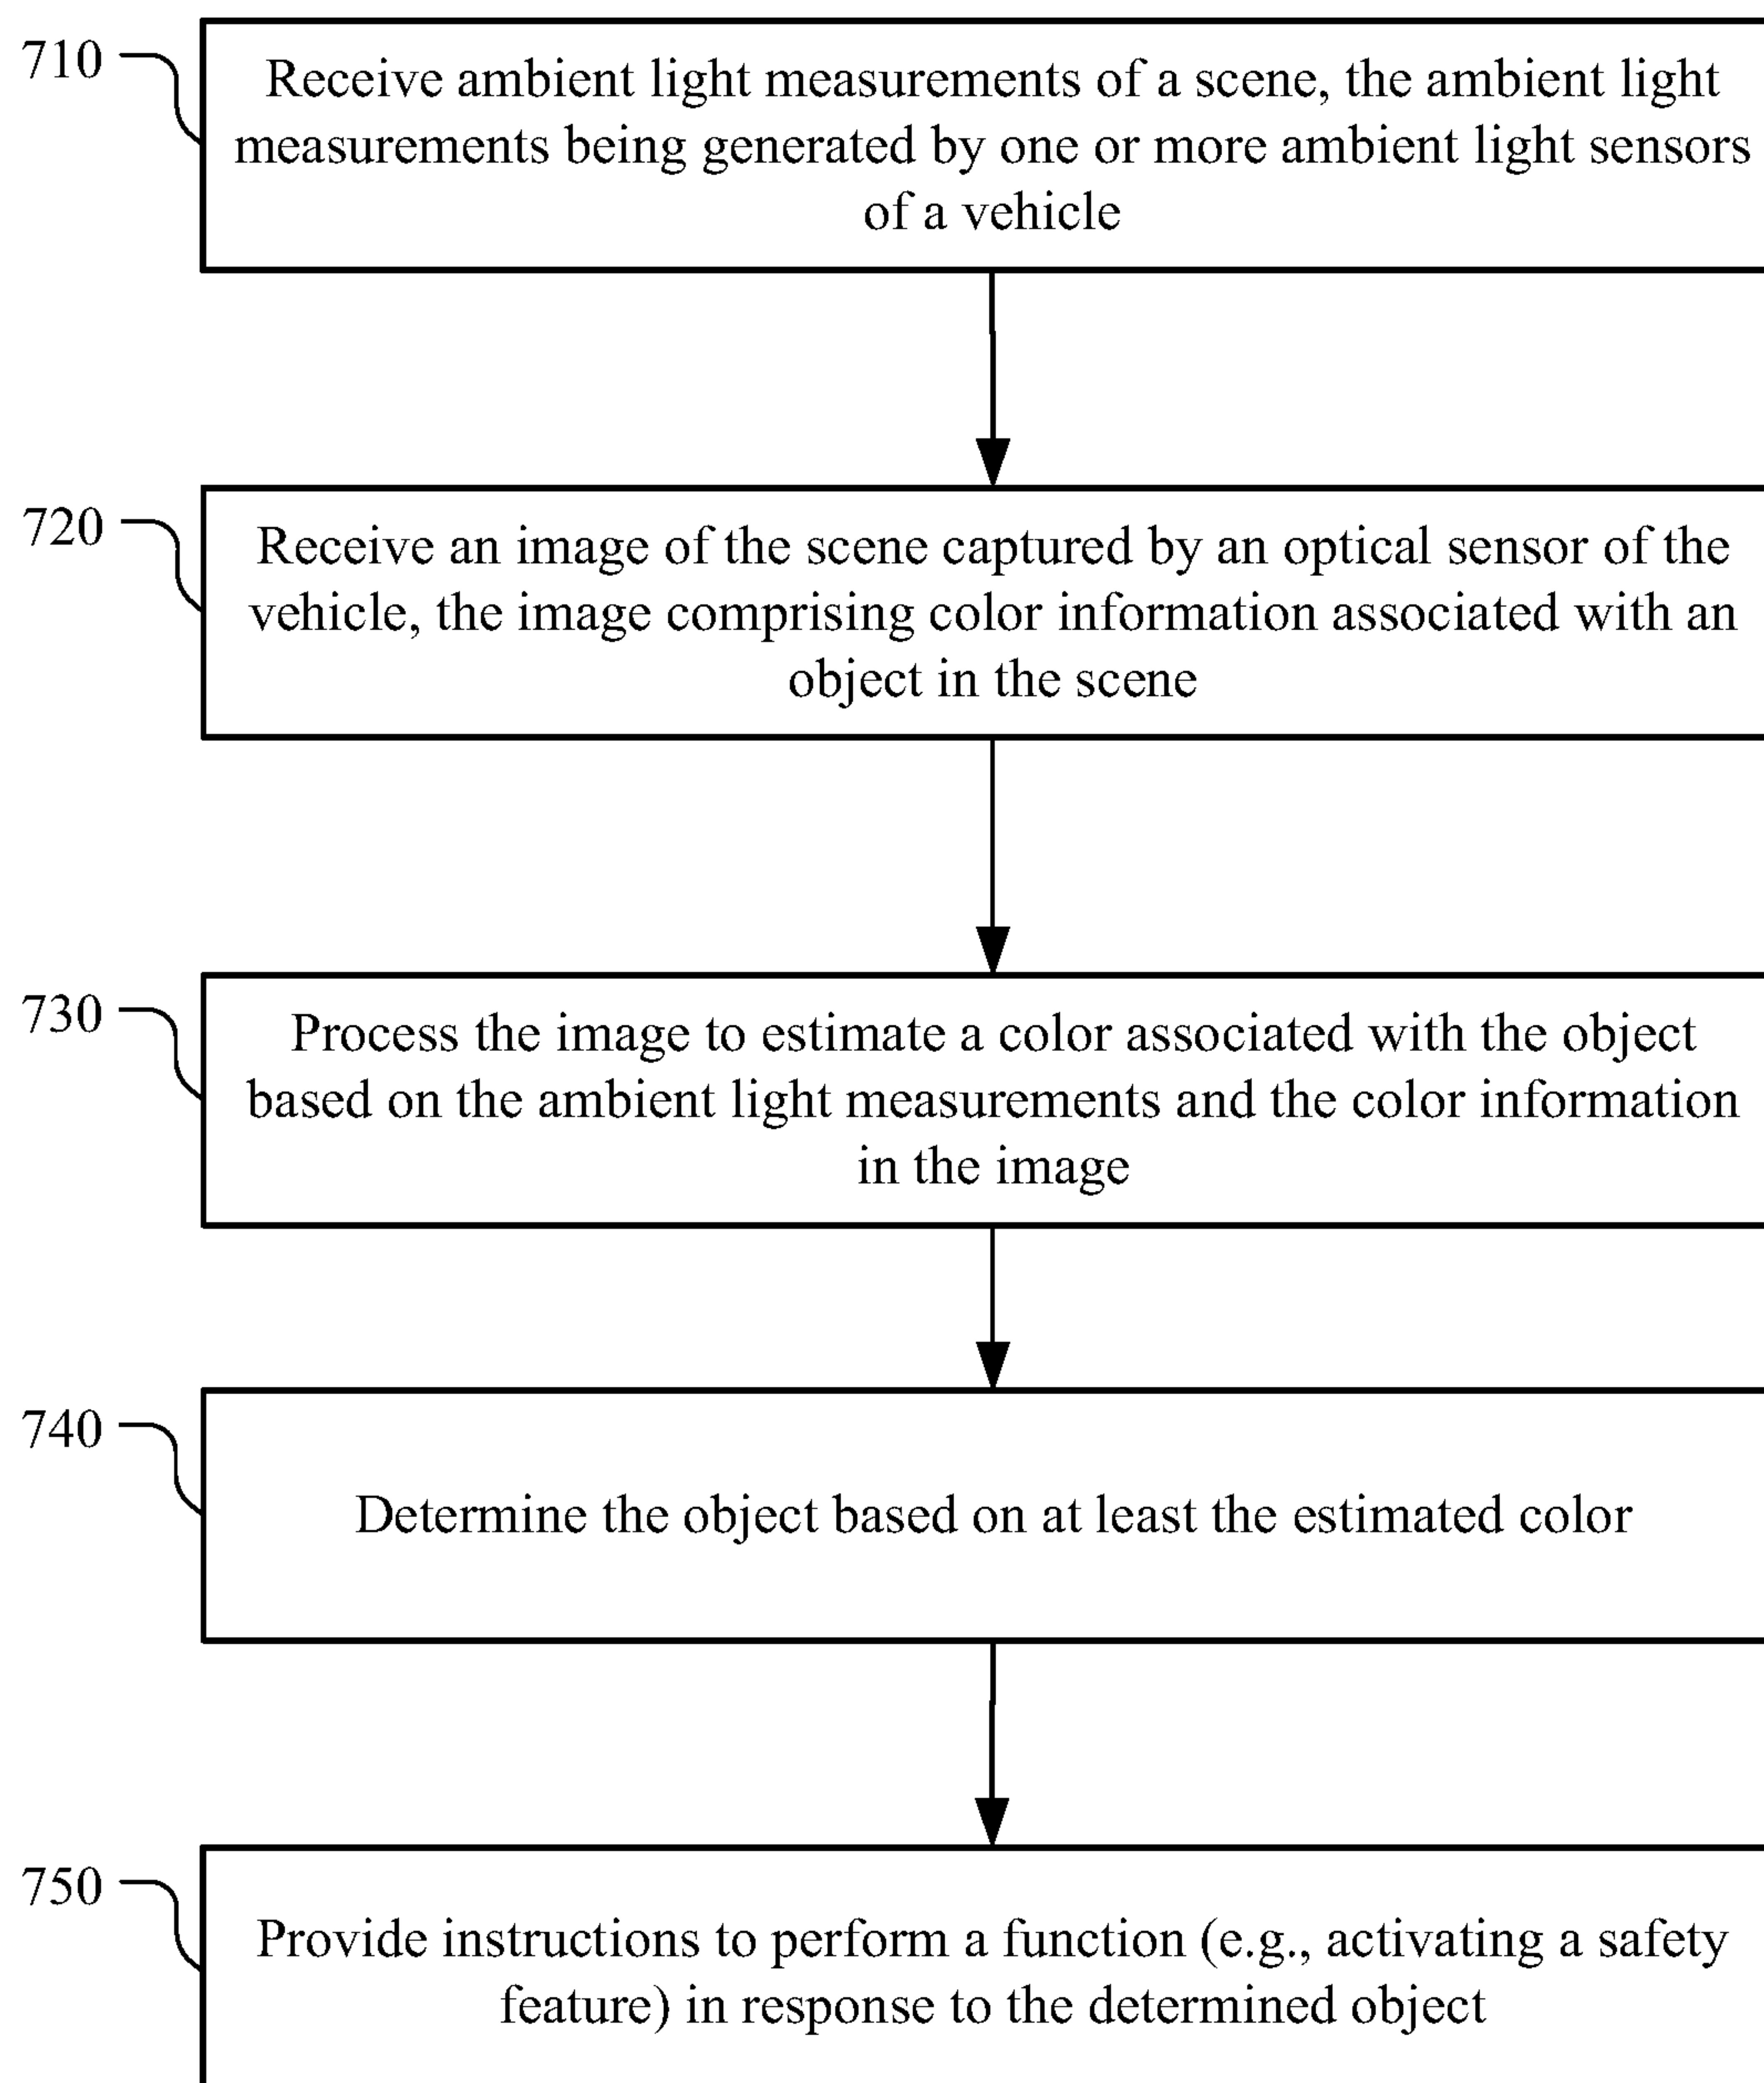 710
Receive ambient light measurements of a scene, the ambient light
measurements being generated by one or more ambient light sensors
of a vehicle
720
Receive an image of the scene captured by an optical sensor of the
vehicle, the image comprising color information associated with an
object in the scene
730
Process the image to estimate a color associated with the object
based on the ambient light measurements and the color information
in the image
740
Determine the object based on at least the estimated color
750
Provide instructions to perform a function (e.g., activating a safety
feature) in response to the determined object